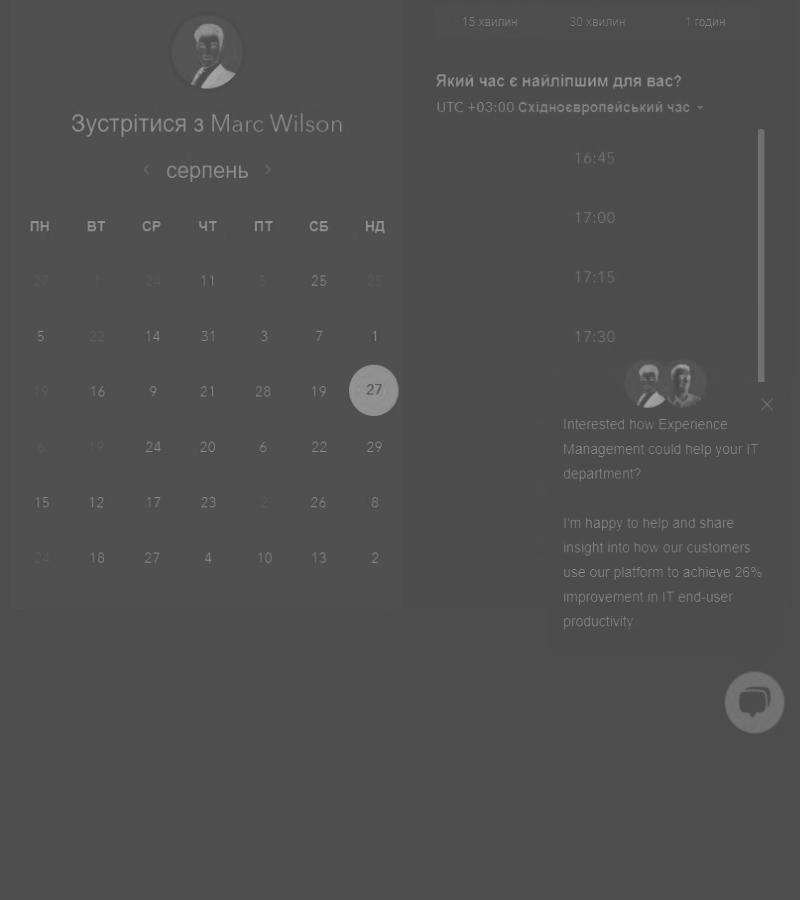 Зустрітися з Marc Wilson
серпень
ПН ВТ СР ЧТ ПТ СБ НД
27 1 24 11 5 25 25
5 22 14 31 3 7 1
19 16 9 21 28 19 27
6 19 24 20 6 22 29
15 12 17 23 2 26 8
24 18 27 4 10 13 2
15 хвилин 30 хвилин 1 годин
Який час є найліпшим для вас?
UTC +03:00 Східноєвропейський час
16:45
17:00
17:15
17:30
Interested how Experience
Management could help your IT
department?
I'm happy to help and share
insight into how our customers
use our platform to achieve 26%
improvement in IT end-user
productivity